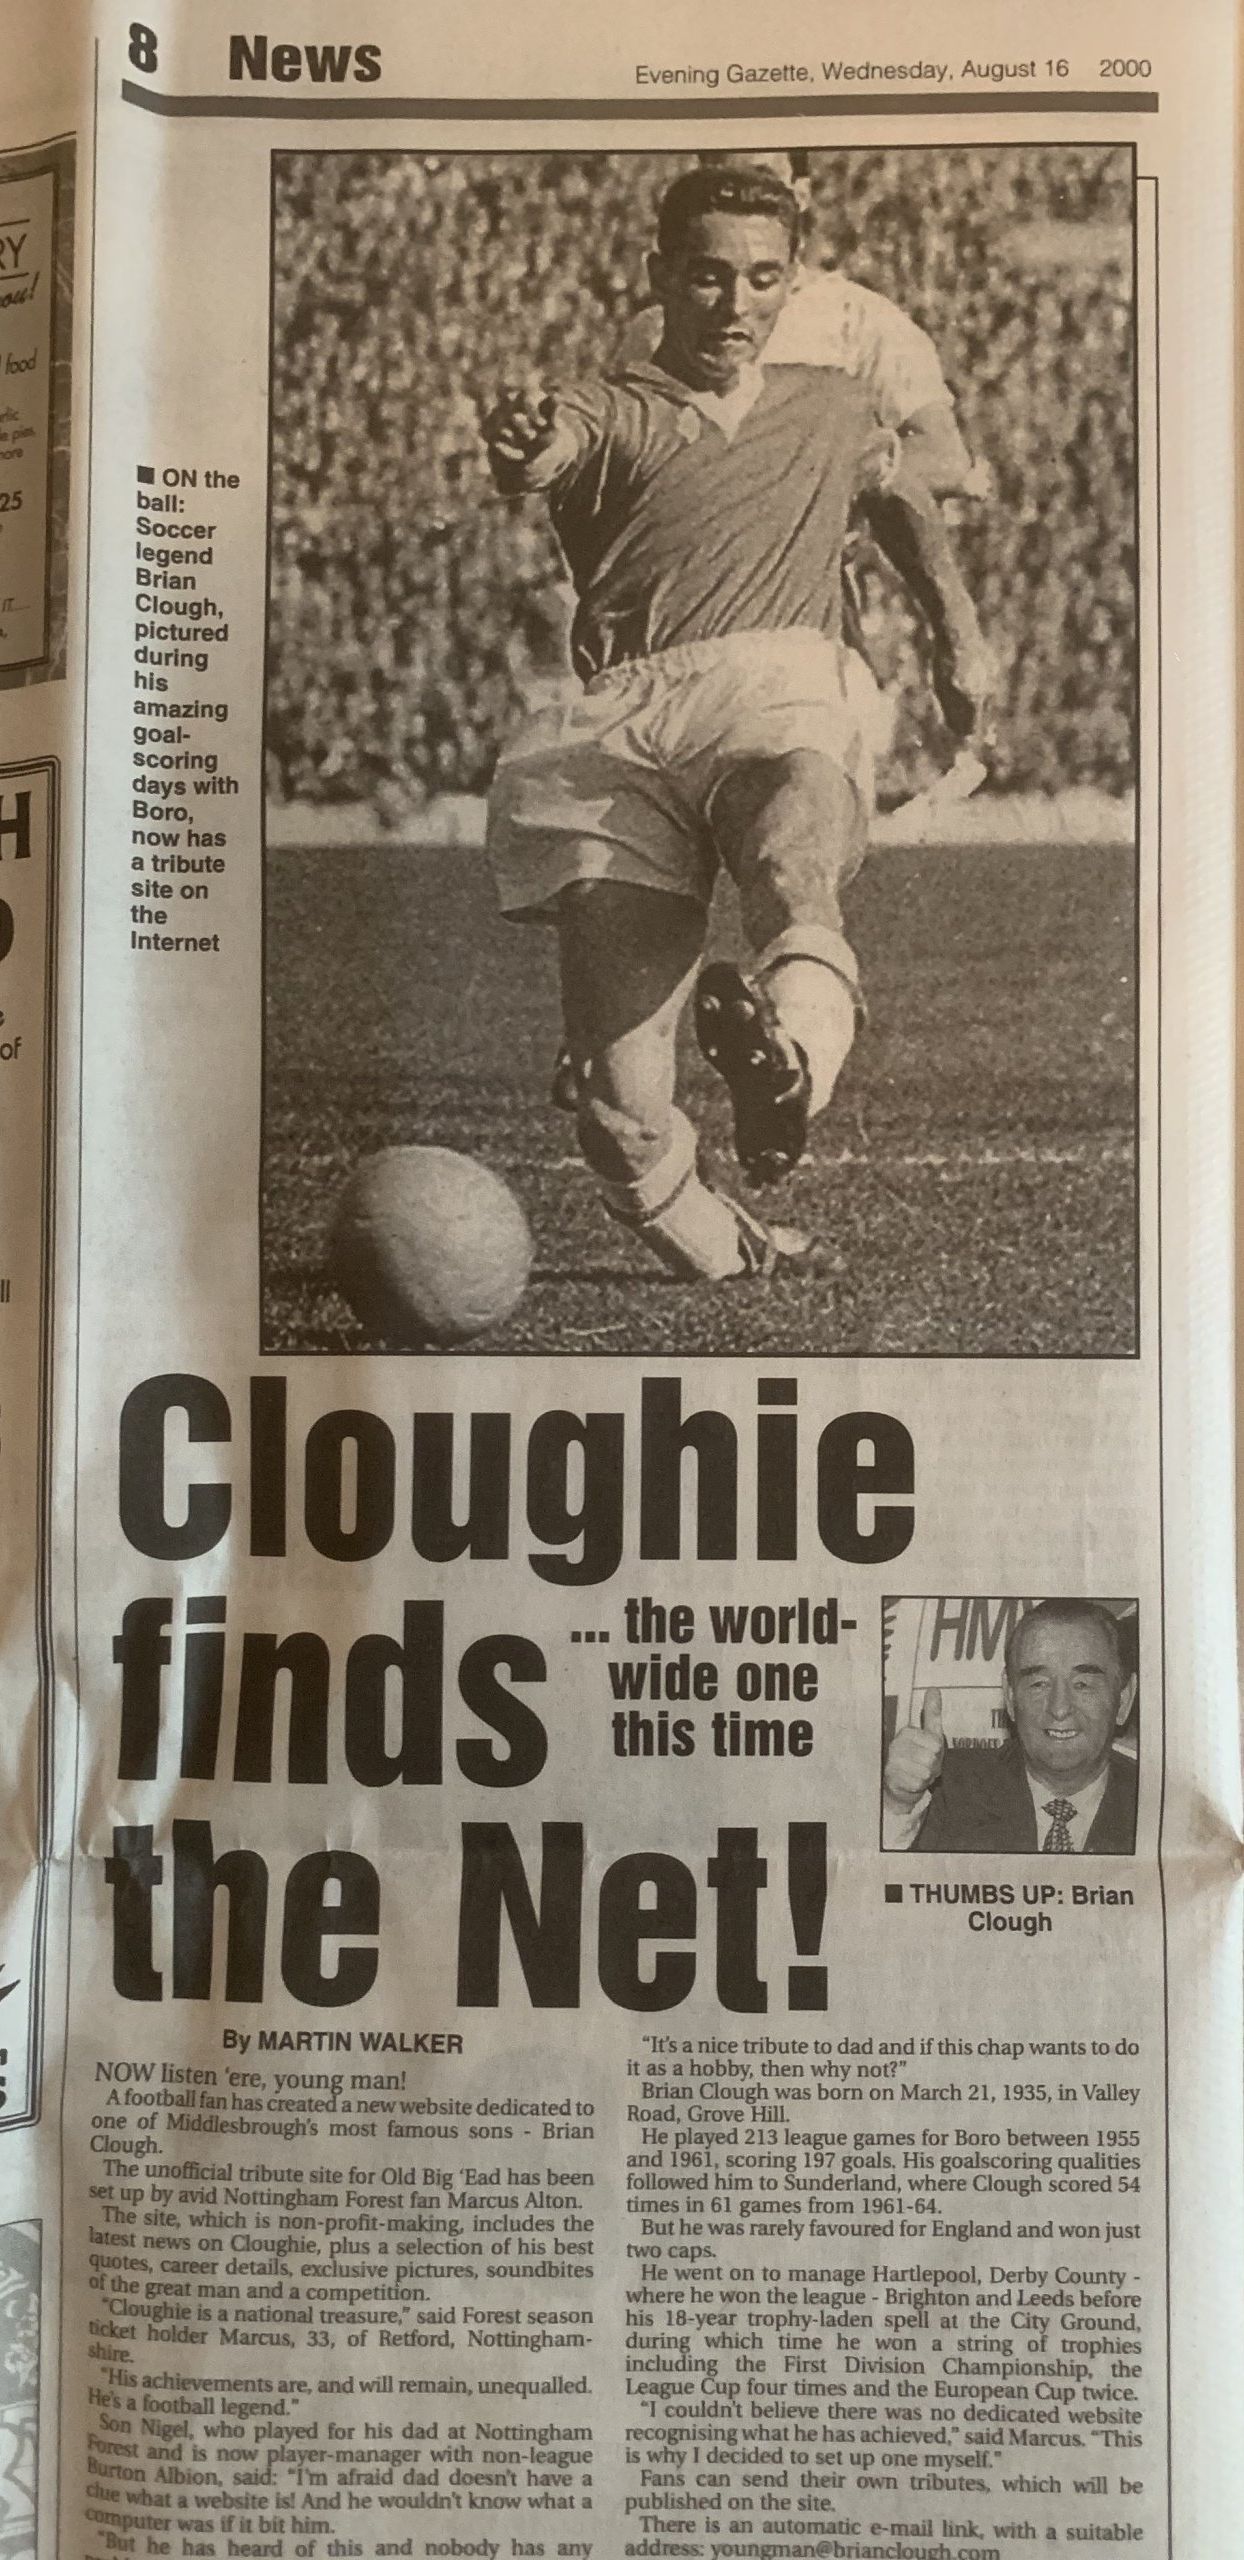 8 News
Evening Gazette, Wednesday, August 16 2000
RY
ou!
food
25
IT
H
of
■ ON the
ball:
Soccer
legend
Brian
Clough,
pictured
during
his
amazing
goal-
scoring
days with
Boro,
now has
a tribute
site on
the
Internet
Cloughie
finds
the Net!
... the world-
wide one
this time
HM
■ THUMBS UP: Brian
Clough
By MARTIN WALKER
NOW listen 'ere, young man!
A football fan has created a new website dedicated to
one of Middlesbrough's most famous sons - Brian
Clough.
The unofficial tribute site for Old Big 'Ead has been
set up by avid Nottingham Forest fan Marcus Alton.
The site, which is non-profit-making, includes the
latest news on Cloughie, plus a selection of his best
quotes, career details, exclusive pictures, soundbites
of the great man and a competition.
"Cloughie is a national treasure," said Forest season
ticket holder Marcus, 33, of Retford, Nottingham-
shire.
"His achievements are, and will remain, unequalled.
He's a football legend."
Son Nigel, who played for his dad at Nottingham
Forest and is now player-manager with non-league
Burton Albion, said: "I'm afraid dad doesn't have a
clue what a website is! And he wouldn't know what a
computer was if it bit him.
"But he has heard of this and nobody has any
"It's a nice tribute to dad and if this chap wants to do
it as a hobby, then why not?"
Brian Clough was born on March 21, 1935, in Valley
Road, Grove Hill.
He played 213 league games for Boro between 1955
and 1961, scoring 197 goals. His goalscoring qualities
followed him to Sunderland, where Clough scored 54
times in 61 games from 1961-64.
But he was rarely favoured for England and won just
two caps.
He went on to manage Hartlepool, Derby County -
where he won the league - Brighton and Leeds before
his 18-year trophy-laden spell at the City Ground,
during which time he won a string of trophies
including the First Division Championship, the
League Cup four times and the European Cup twice.
"I couldn't believe there was no dedicated website
recognising what he has achieved," said Marcus. "This
is why I decided to set up one myself."
Fans can send their own tributes, which will be
published on the site.
There is an automatic e-mail link, with a suitable
address: youngman@brianclough.com